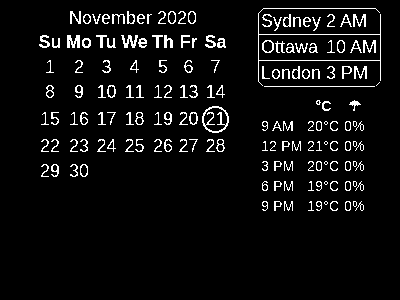 November 2020
Su Mo Tu We Th Fr Sa
1 2 3 4 5 6 7
8 9 10 11 12 13 14
15 16 17 18 19 20 21
22 23 24 25 26 27 28
29 30
Sydney 2 AM
Ottawa 10 AM
London 3 PM
°C ☂
9 AM 20°C 0%
12 PM 21°C 0%
3 PM 20°C 0%
6 PM 19°C 0%
9 PM 19°C 0%